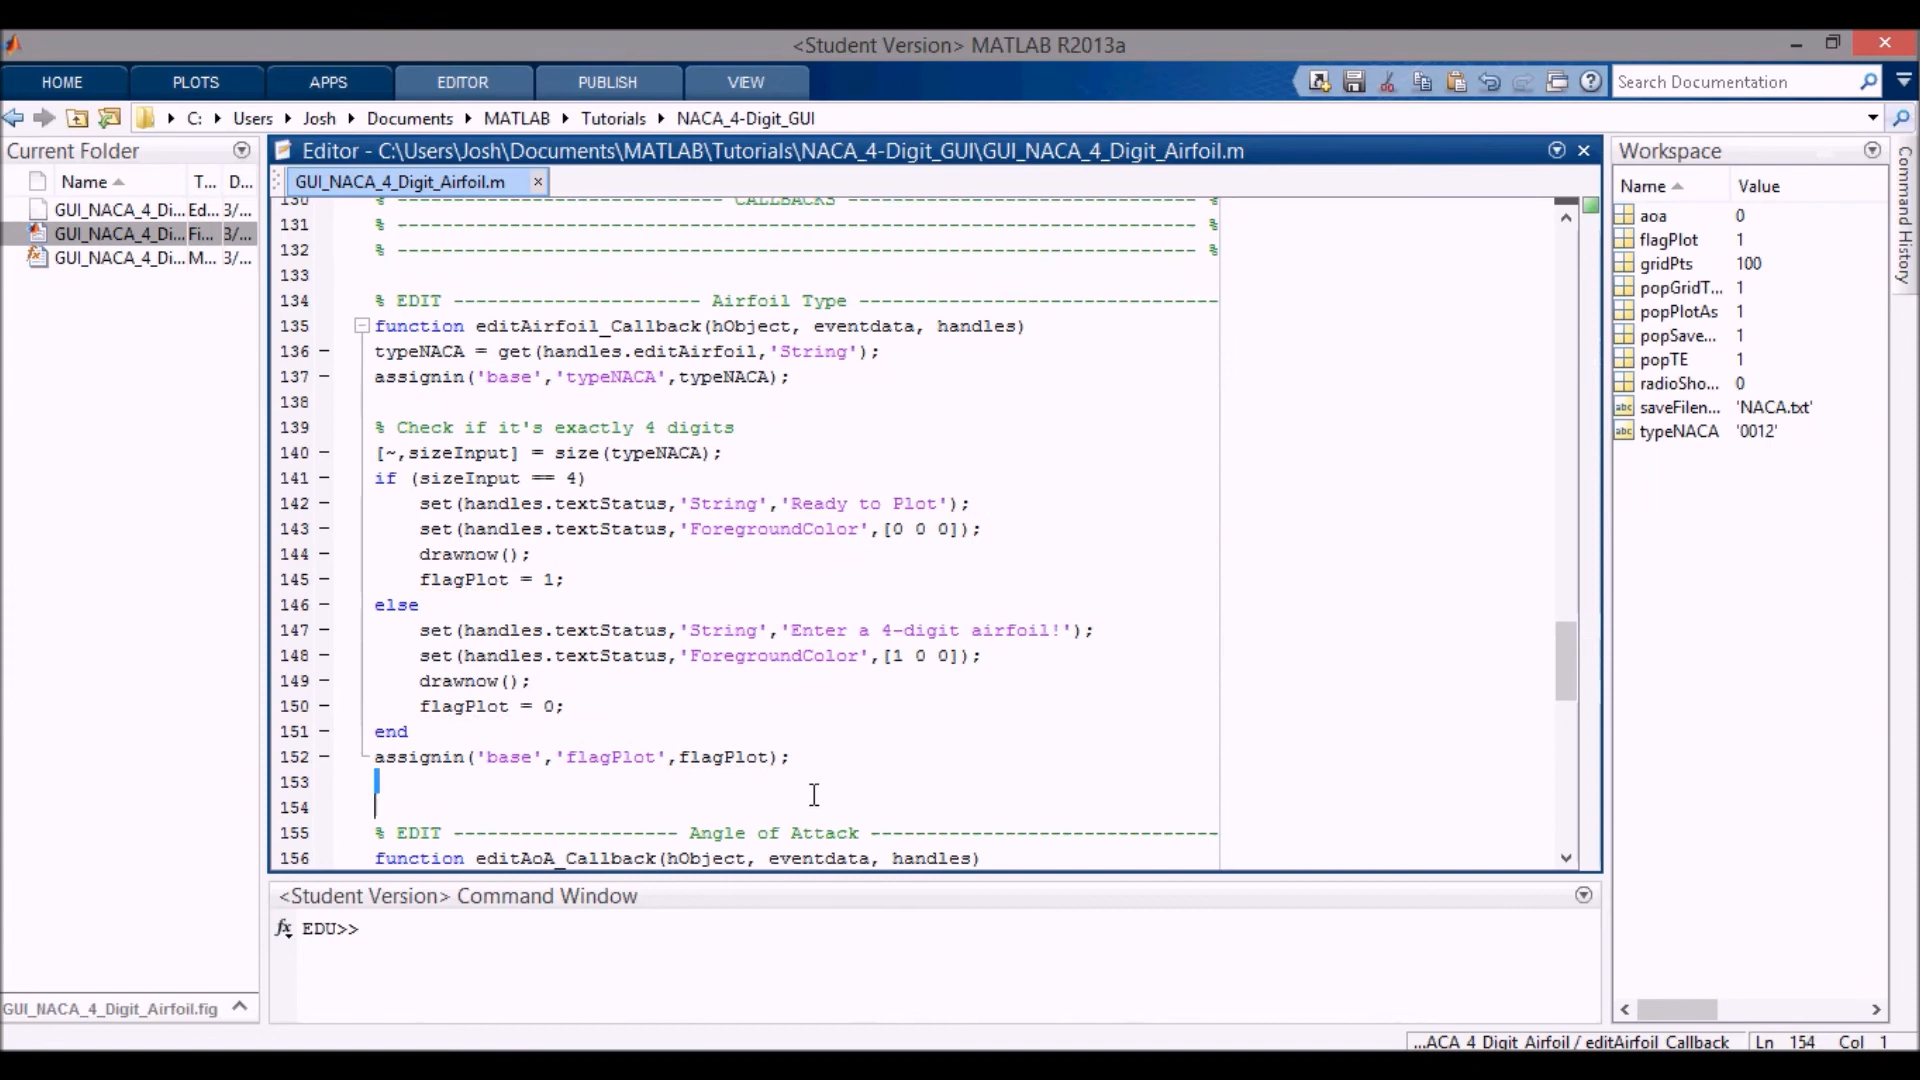 <Student Version> MATLAB R2013a
HOME PLOTS APPS EDITOR PUBLISH VIEW Search Documentation
C: Users Josh Documents MATLAB Tutorials NACA_4-Digit_GUI
Current Folder
Name T... D...
GUI_NACA_4_Di... Ed... 3/...
GUI_NACA_4_Di... Fi... 3/...
GUI_NACA_4_Di... M... 3/...
GUI_NACA_4_Digit_Airfoil.fig
Editor - C:\Users\Josh\Documents\MATLAB\Tutorials\NACA_4-Digit_GUI\GUI_NACA_4_Digit_Airfoil.m
GUI_NACA_4_Digit_Airfoil.m
130 % ----------------------------- CALLBACKS ------------------------------- %
131 % ----------------------------------------------------------------------- %
132 % ----------------------------------------------------------------------- %
133
134 % EDIT ---------------------- Airfoil Type --------------------------------
135 function editAirfoil_Callback(hObject, eventdata, handles)
136 – typeNACA = get(handles.editAirfoil,'String');
137 – assignin('base','typeNACA',typeNACA);
138
139 % Check if it's exactly 4 digits
140 – [~,sizeInput] = size(typeNACA);
141 – if (sizeInput == 4)
142 – set(handles.textStatus,'String','Ready to Plot');
143 – set(handles.textStatus,'ForegroundColor',[0 0 0]);
144 – drawnow();
145 – flagPlot = 1;
146 – else
147 – set(handles.textStatus,'String','Enter a 4-digit airfoil!');
148 – set(handles.textStatus,'ForegroundColor',[1 0 0]);
149 – drawnow();
150 – flagPlot = 0;
151 – end
152 – assignin('base','flagPlot',flagPlot);
153
154
155 % EDIT -------------------- Angle of Attack -------------------------------
156 function editAoA_Callback(hObject, eventdata, handles)
<Student Version> Command Window
fx EDU>>
Workspace
Name Value
aoa 0
flagPlot 1
gridPts 100
popGridT... 1
popPlotAs 1
popSave... 1
popTE 1
radioSho... 0
abc saveFilen... 'NACA.txt'
abc typeNACA '0012'
Command History
...ACA_4_Digit_Airfoil / editAirfoil_Callback Ln 154 Col 1